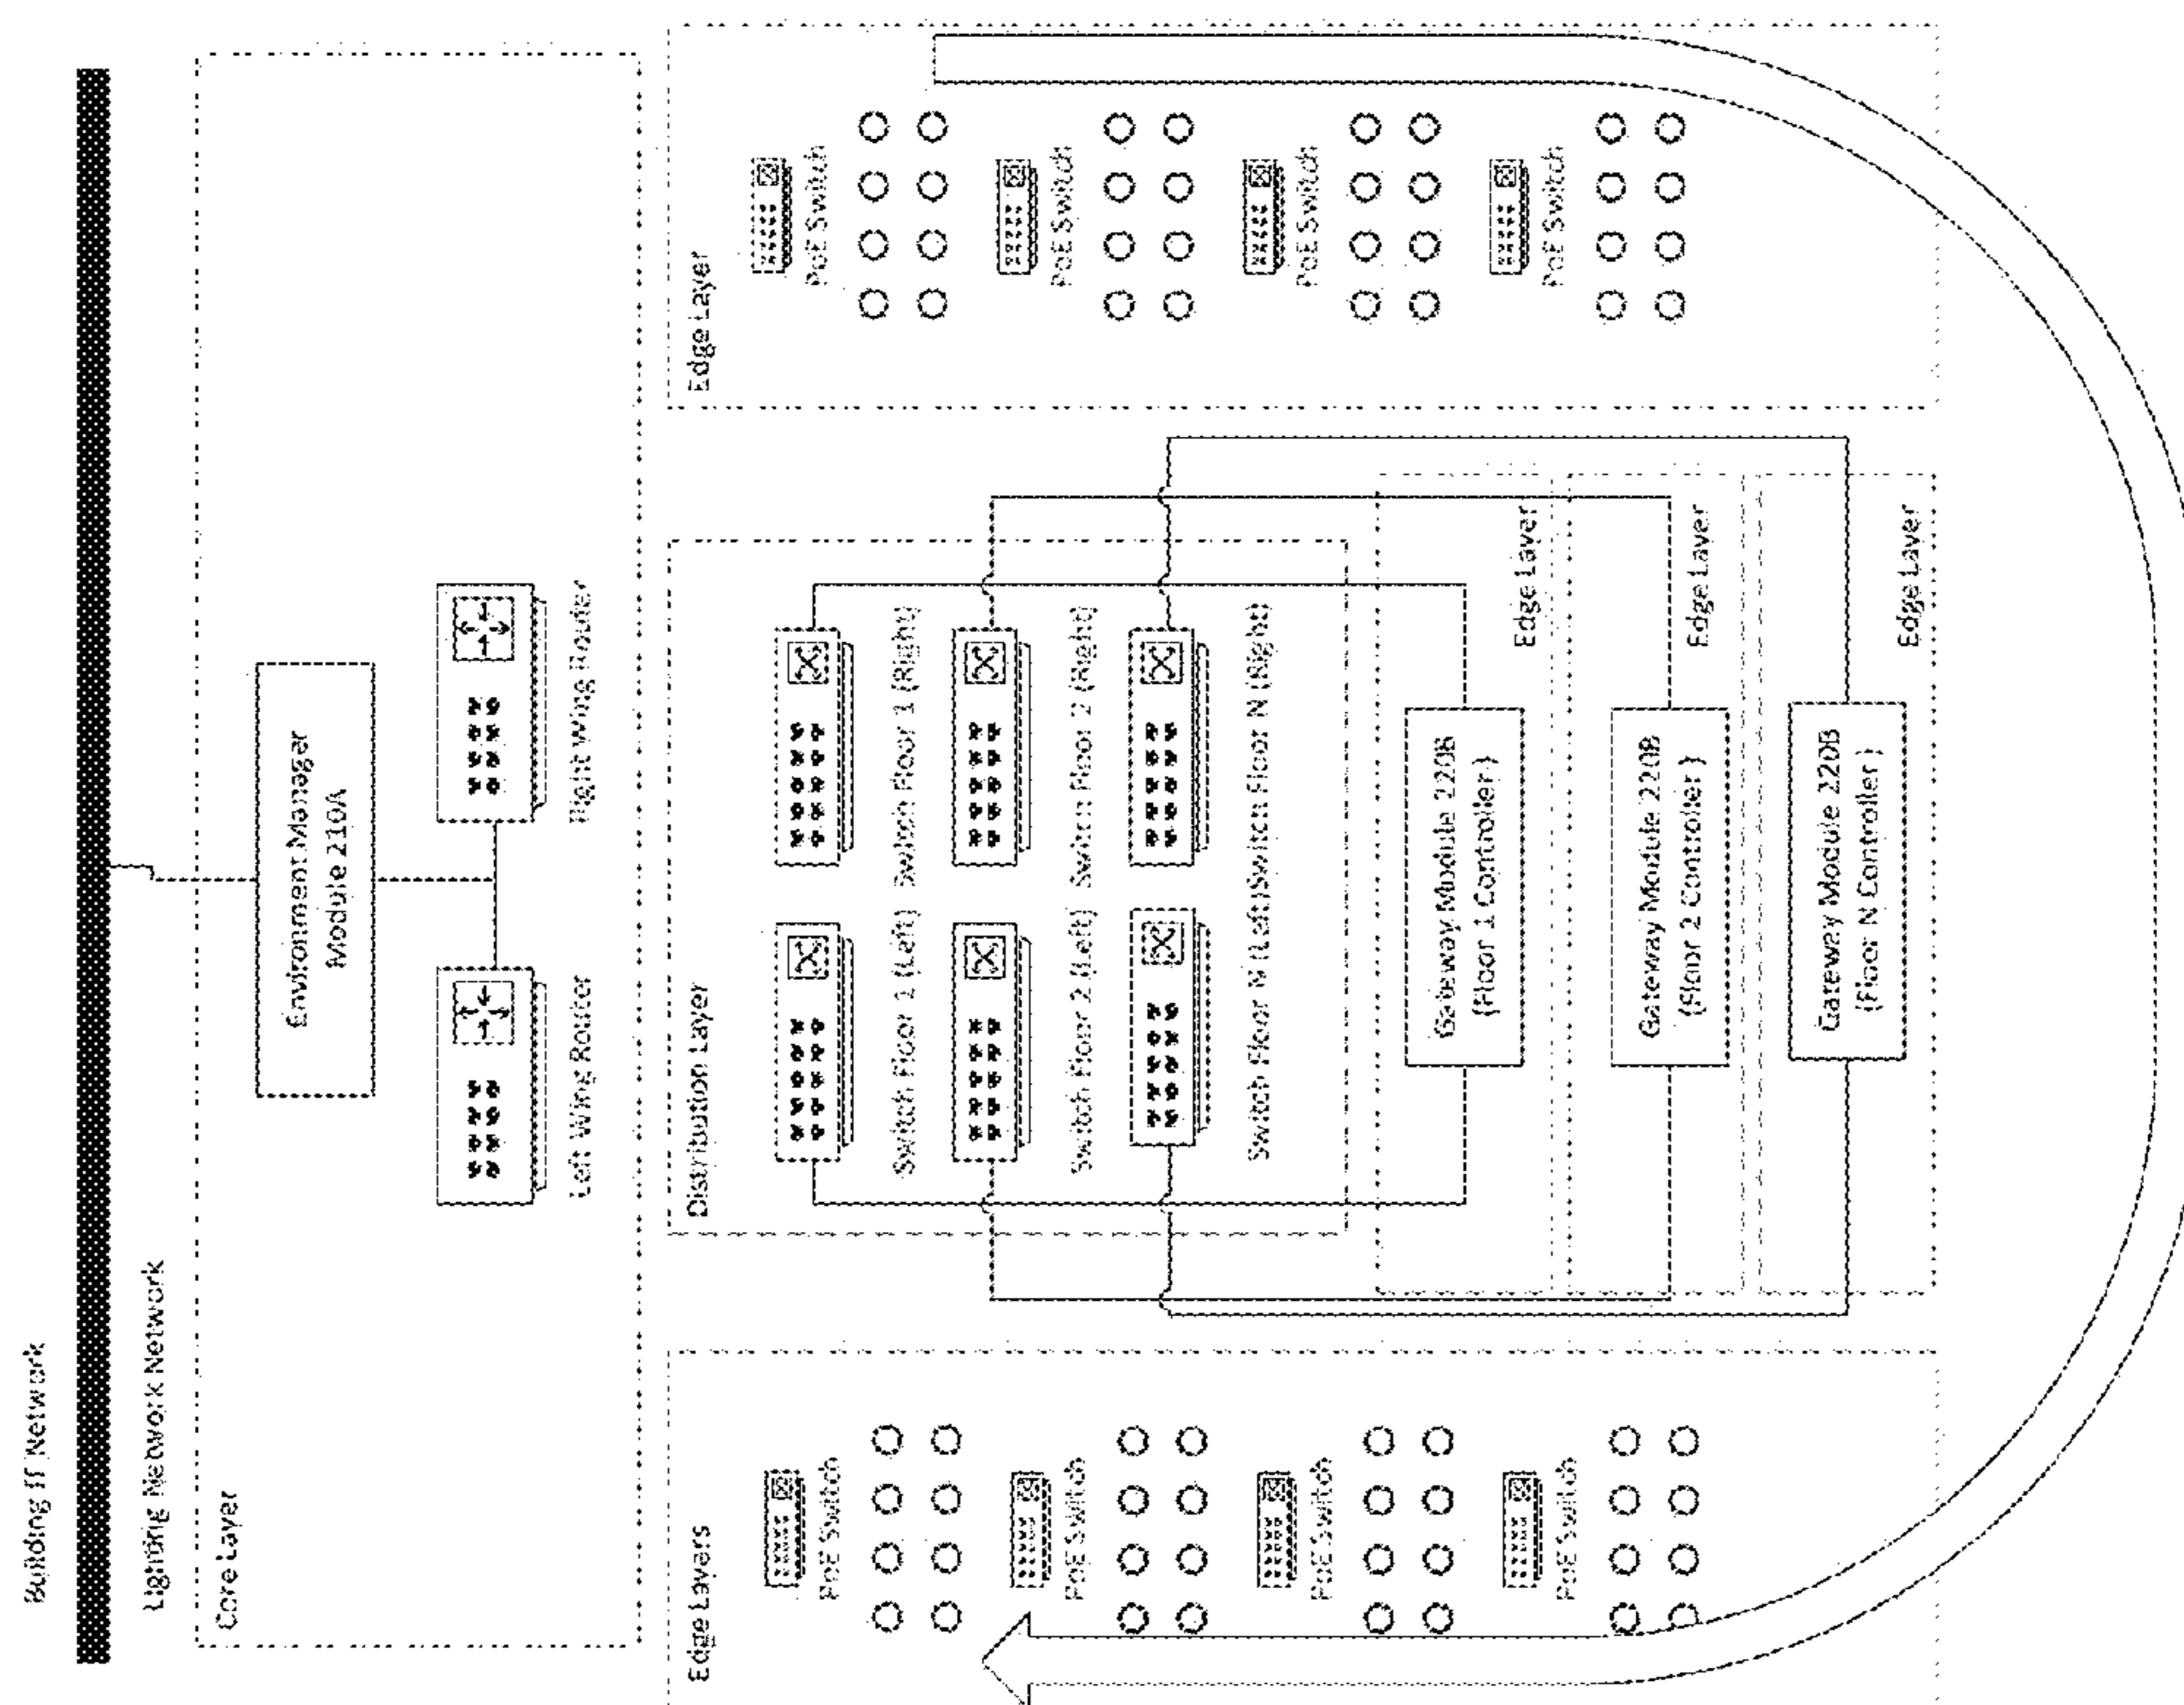 Building IT Network
Lighting Network Network
Core Layer
Environment Manager
Module 210A
Left Wing Router
Right Wing Router
Edge Layers
PoE Switch
PoE Switch
PoE Switch
PoE Switch
Distribution Layer
Switch Floor 1 (Left)
Switch Floor 1 (Right)
Switch Floor 2 (Left)
Switch Floor 2 (Right)
Switch Floor N (Left)
Switch Floor N (Right)
Gateway Module 220B
(Floor 1 Controller)
Edge Layer
Gateway Module 220B
(Floor 2 Controller)
Edge Layer
Gateway Module 220B
(Floor N Controller)
Edge Layer
Edge Layer
PoE Switch
PoE Switch
PoE Switch
PoE Switch